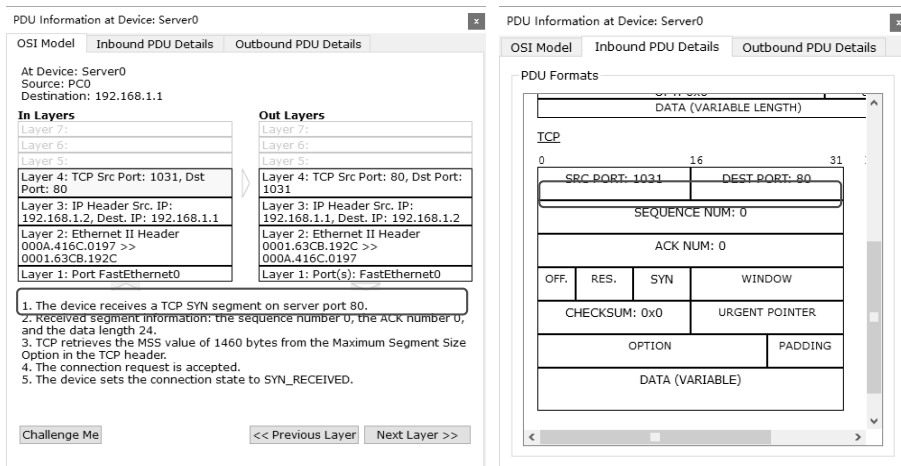 PDU Information at Device: Server0
x
OSI Model
Inbound PDU Details
Outbound PDU Details
At Device: Server0
Source: PC0
Destination: 192.168.1.1
In Layers
Out Layers
Layer 7:
Layer 6:
Layer 5:
Layer 4: TCP Src Port: 1031, Dst
Port: 80
Layer 3: IP Header Src. IP:
192.168.1.2, Dest. IP: 192.168.1.1
Layer 2: Ethernet II Header
000A.416C.0197 >>
0001.63CB.192C
Layer 1: Port FastEthernet0
Layer 7:
Layer 6:
Layer 5:
Layer 4: TCP Src Port: 80, Dst Port:
1031
Layer 3: IP Header Src. IP:
192.168.1.1, Dest. IP: 192.168.1.2
Layer 2: Ethernet II Header
0001.63CB.192C >>
000A.416C.0197
Layer 1: Port(s): FastEthernet0
1. The device receives a TCP SYN segment on server port 80.
2. Received segment information: the sequence number 0, the ACK number 0,
and the data length 24.
3. TCP retrieves the MSS value of 1460 bytes from the Maximum Segment Size
Option in the TCP header.
4. The connection request is accepted.
5. The device sets the connection state to SYN_RECEIVED.
Challenge Me
<< Previous Layer
Next Layer >>
PDU Information at Device: Server0
x
OSI Model
Inbound PDU Details
Outbound PDU Details
PDU Formats
DATA (VARIABLE LENGTH)
TCP
0 16 31
SRC PORT: 1031
DEST PORT: 80
SEQUENCE NUM: 0
ACK NUM: 0
OFF.
RES.
SYN
WINDOW
CHECKSUM: 0x0
URGENT POINTER
OPTION
PADDING
DATA (VARIABLE)